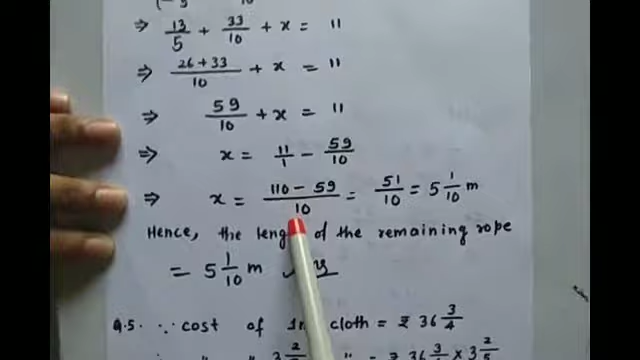 ⇒ 13/5 + 33/10 + x = 11
⇒ (26+33)/10 + x = 11
⇒ 59/10 + x = 11
⇒ x = 11/1 - 59/10
⇒ x = (110 - 59)/10 = 51/10 = 5 1/10 m
Hence, the length of the remaining rope
= 5 1/10 m
Q.5. ∵ cost of 1m cloth = ₹ 36 3/4